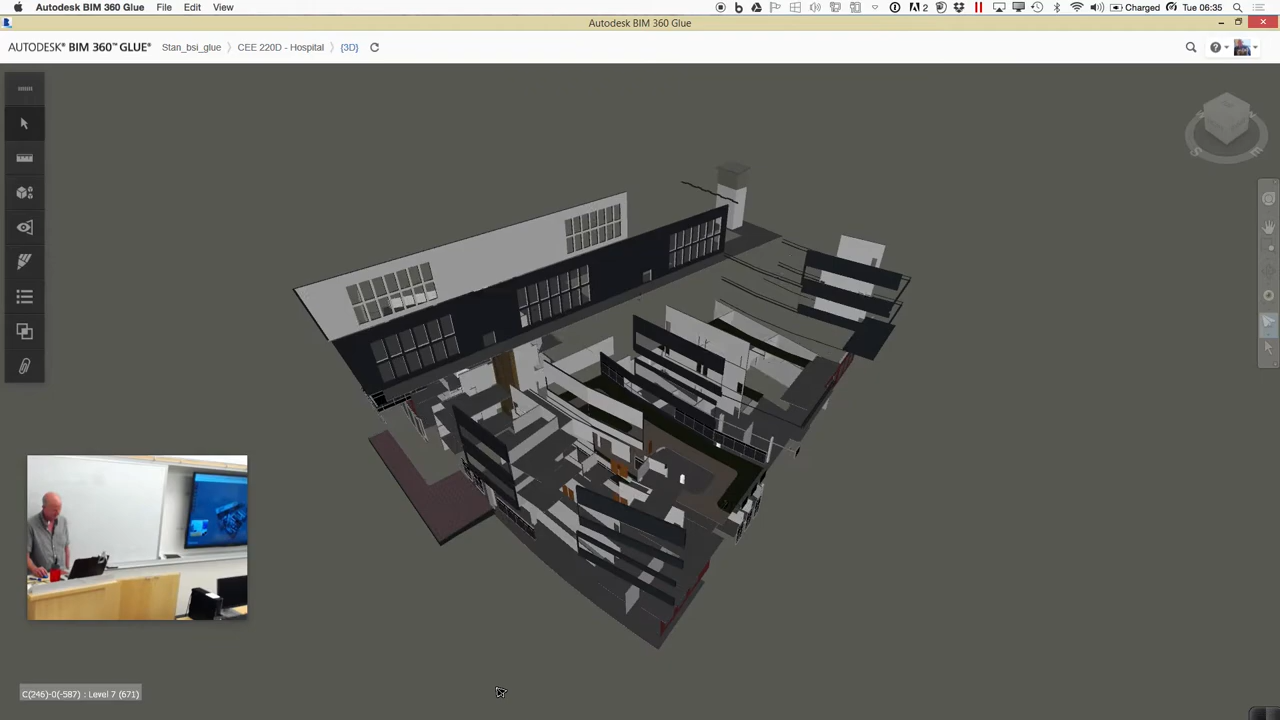 Autodesk BIM 360 Glue File Edit View
2 Charged Tue 06:35
Autodesk BIM 360 Glue
AUTODESK® BIM 360™ GLUE® Stan_bsi_glue CEE 220D - Hospital {3D}
S
C(246)-0(-587) : Level 7 (671)